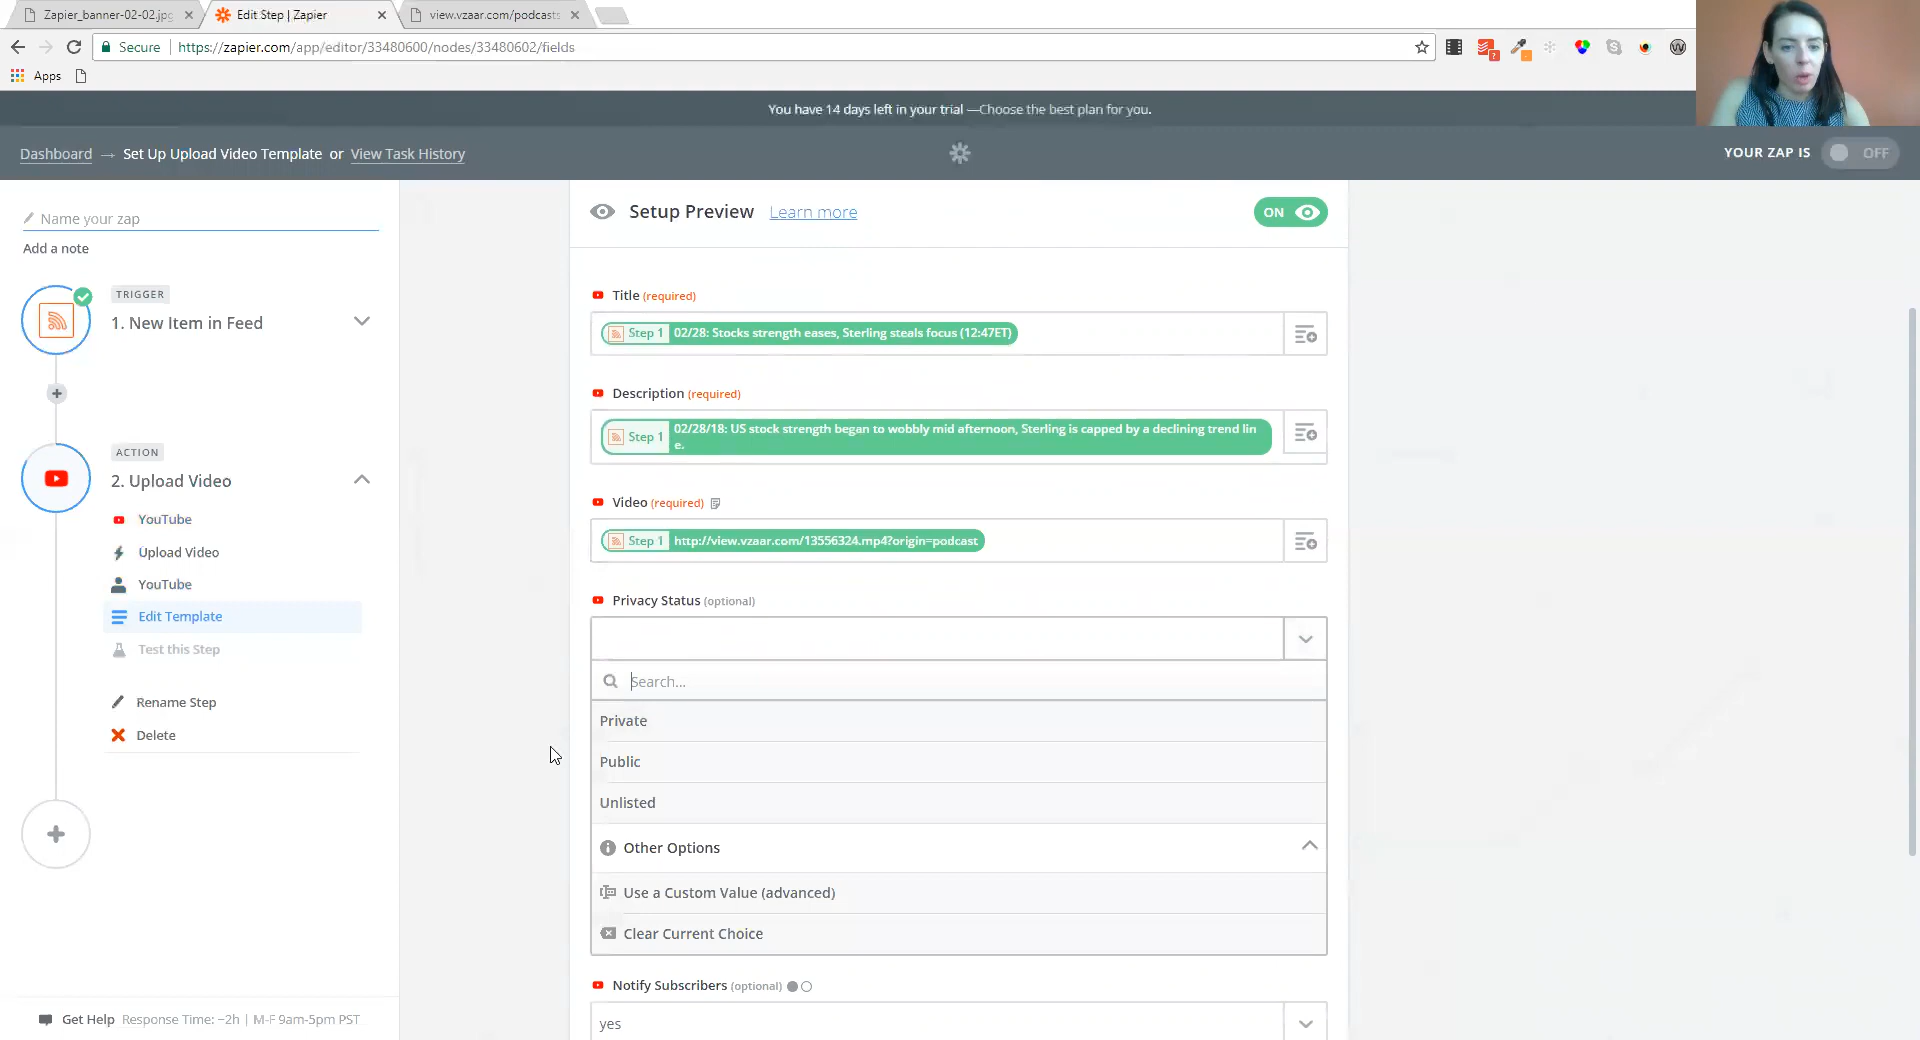 Zapier_banner-02-02.jpg
Edit Step | Zapier
view.vzaar.com/podcasts
Secure
https://zapier.com/app/editor/33480600/nodes/33480602/fields
Apps
You have 14 days left in your trial —Choose the best plan for you.
Dashboard → Set Up Upload Video Template or View Task History
YOUR ZAP IS OFF
Name your zap
Add a note
TRIGGER
1. New Item in Feed
ACTION
2. Upload Video
YouTube
Upload Video
YouTube
Edit Template
Test this Step
Rename Step
Delete
Get Help Response Time: ~2h | M-F 9am-5pm PST
Setup Preview Learn more
ON
Title (required)
Step 1 02/28: Stocks strength eases, Sterling steals focus (12:47ET)
Description (required)
Step 1 02/28/18: US stock strength began to wobbly mid afternoon, Sterling is capped by a declining trend lin
e.
Video (required)
Step 1 http://view.vzaar.com/13556324.mp4?origin=podcast
Privacy Status (optional)
Search...
Private
Public
Unlisted
Other Options
Use a Custom Value (advanced)
Clear Current Choice
Notify Subscribers (optional)
yes